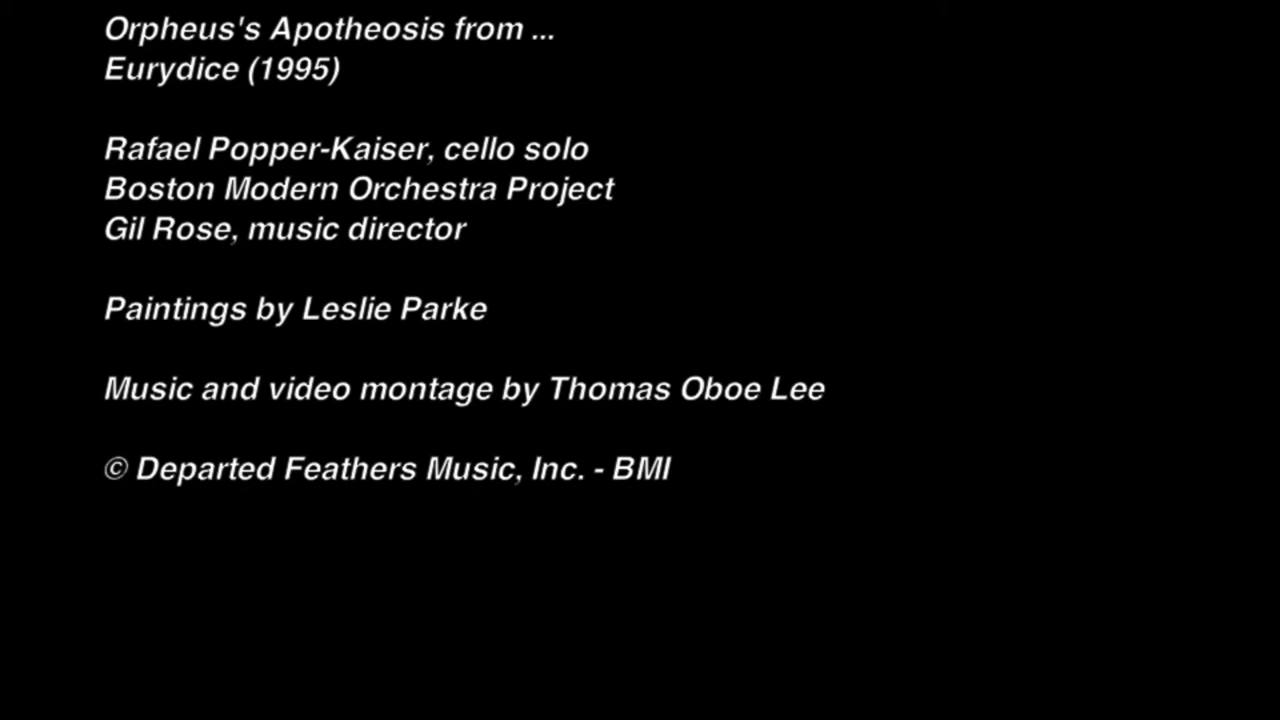 Orpheus's Apotheosis from ...
Eurydice (1995)
Rafael Popper-Kaiser, cello solo
Boston Modern Orchestra Project
Gil Rose, music director
Paintings by Leslie Parke
Music and video montage by Thomas Oboe Lee
© Departed Feathers Music, Inc. - BMI